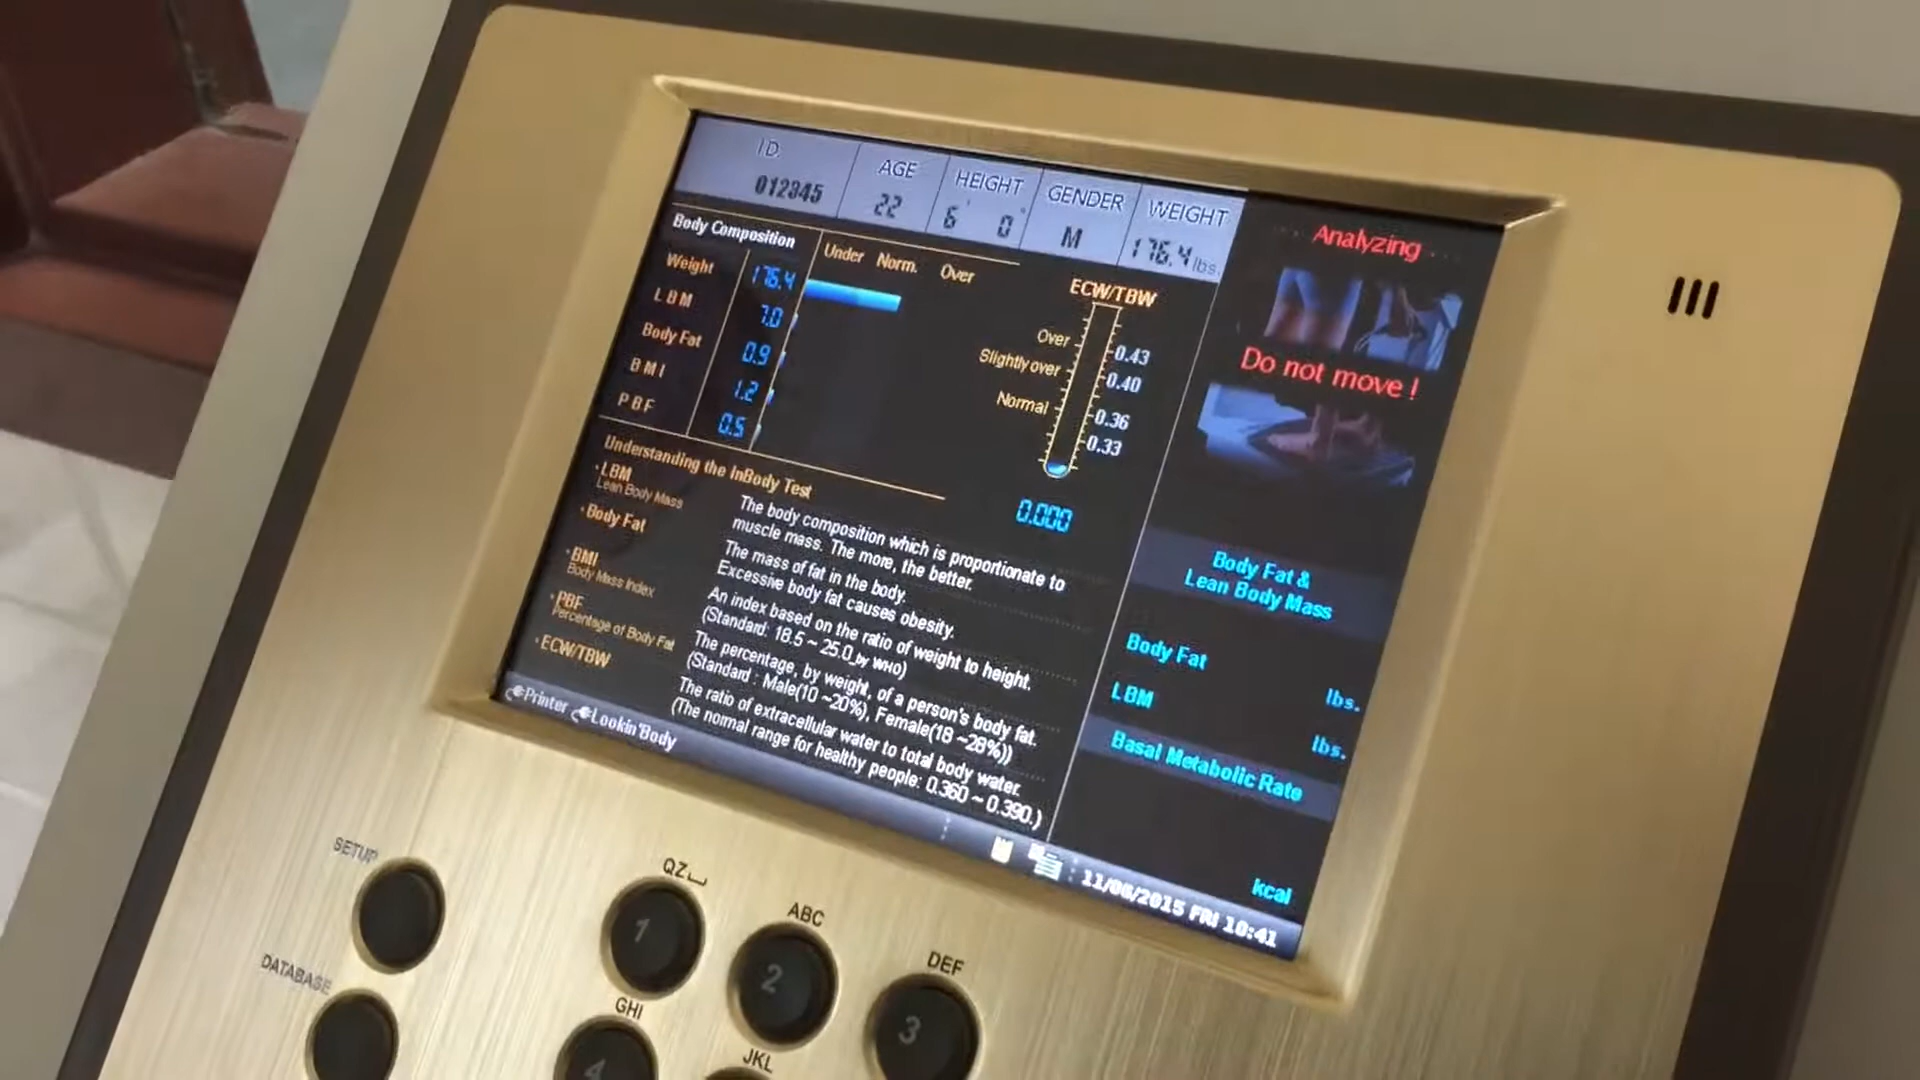 I.D. AGE HEIGHT GENDER WEIGHT
012345 22 6' 0" M 176.4 lbs.
Body Composition
Under Norm. Over
Weight 176.4
LBM 7.0
Body Fat 0.9
BMI 1.2
PBF 0.5
ECW/TBW
Over
Slightly over
Normal
0.43
0.40
0.36
0.33
0.000
Understanding the InBody Test
·LBM
Lean Body Mass
The body composition which is proportionate to
muscle mass. The more, the better.
·Body Fat
The mass of fat in the body.
Excessive body fat causes obesity.
·BMI
Body Mass Index
An index based on the ratio of weight to height.
(Standard: 18.5 ~ 25.0 by WHO)
·PBF
Percentage of Body Fat
The percentage, by weight, of a person's body fat.
(Standard : Male(10 ~20%), Female(18 ~28%))
·ECW/TBW
The ratio of extracellular water to total body water.
(The normal range for healthy people: 0.360 ~ 0.390.)
Analyzing
Do not move !
Body Fat &
Lean Body Mass
Body Fat
lbs.
LBM
lbs.
Basal Metabolic Rate
kcal
Printer Lookin'Body
11/06/2015 FRI 10:41
SETUP
DATABASE
QZ
1
ABC
2
DEF
3
GHI
4
JKL